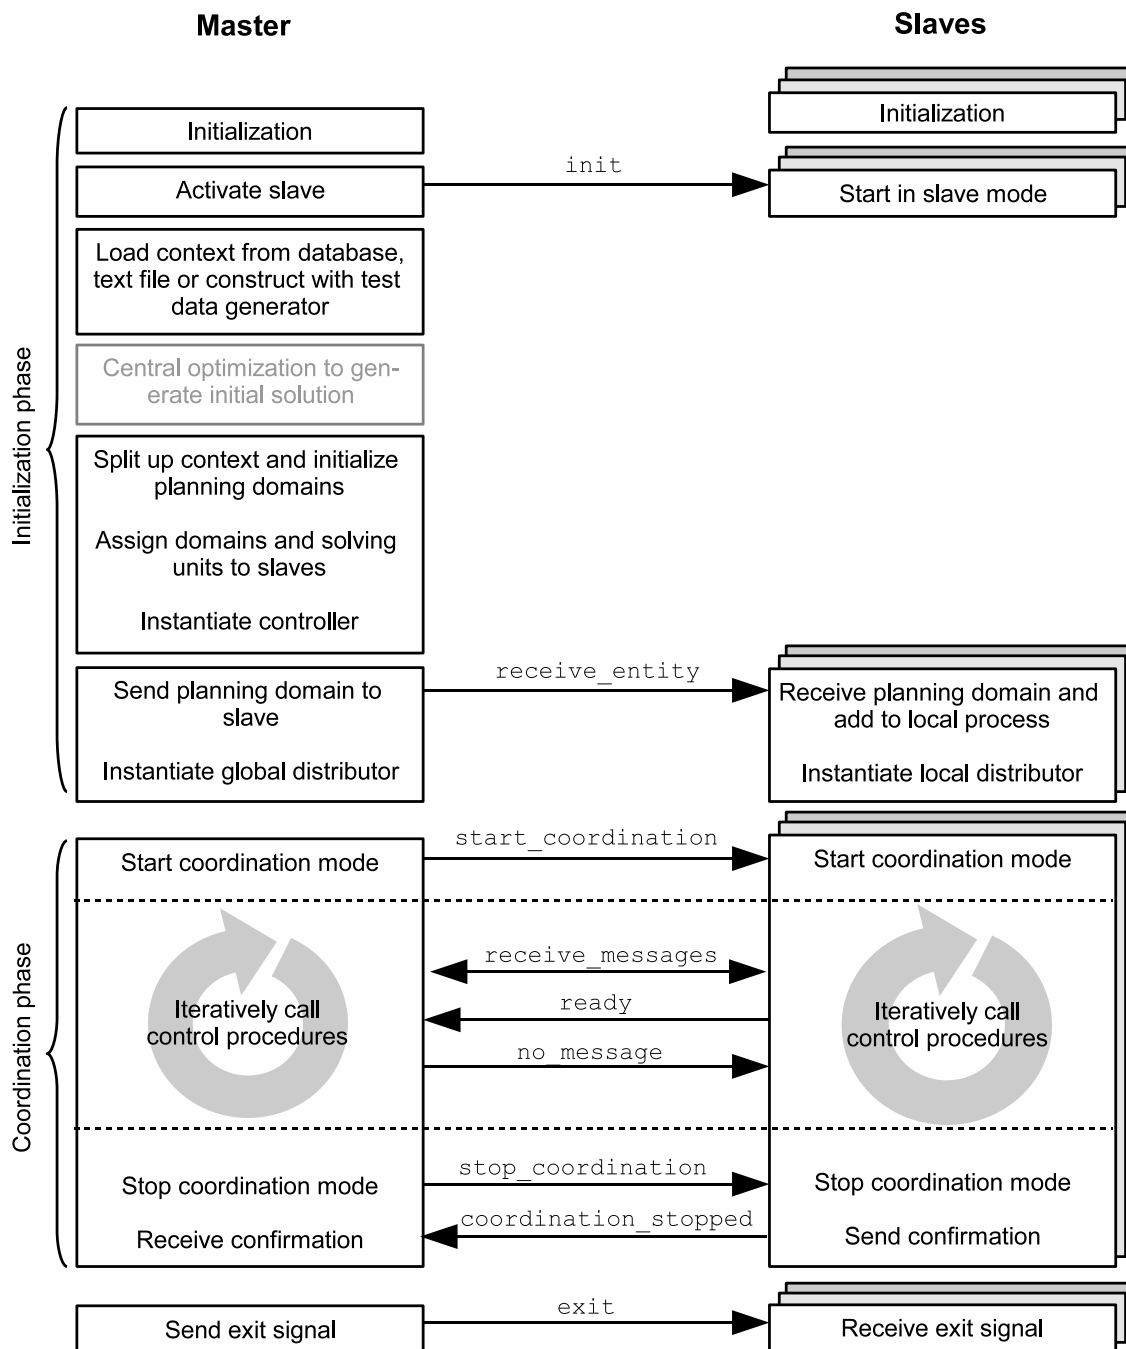 Master
Slaves
Initialization
Initialization
Activate slave
init
Start in slave mode
Load context from database,
text file or construct with test
data generator
Central optimization to gen-
erate initial solution
Split up context and initialize
planning domains
Assign domains and solving
units to slaves
Instantiate controller
Initialization phase
Send planning domain to
slave
Instantiate global distributor
receive_entity
Receive planning domain and
add to local process
Instantiate local distributor
Start coordination mode
start_coordination
Start coordination mode
Coordination phase
Iteratively call
control procedures
receive_messages
ready
no_message
Iteratively call
control procedures
Stop coordination mode
stop_coordination
Stop coordination mode
Receive confirmation
coordination_stopped
Send confirmation
Send exit signal
exit
Receive exit signal